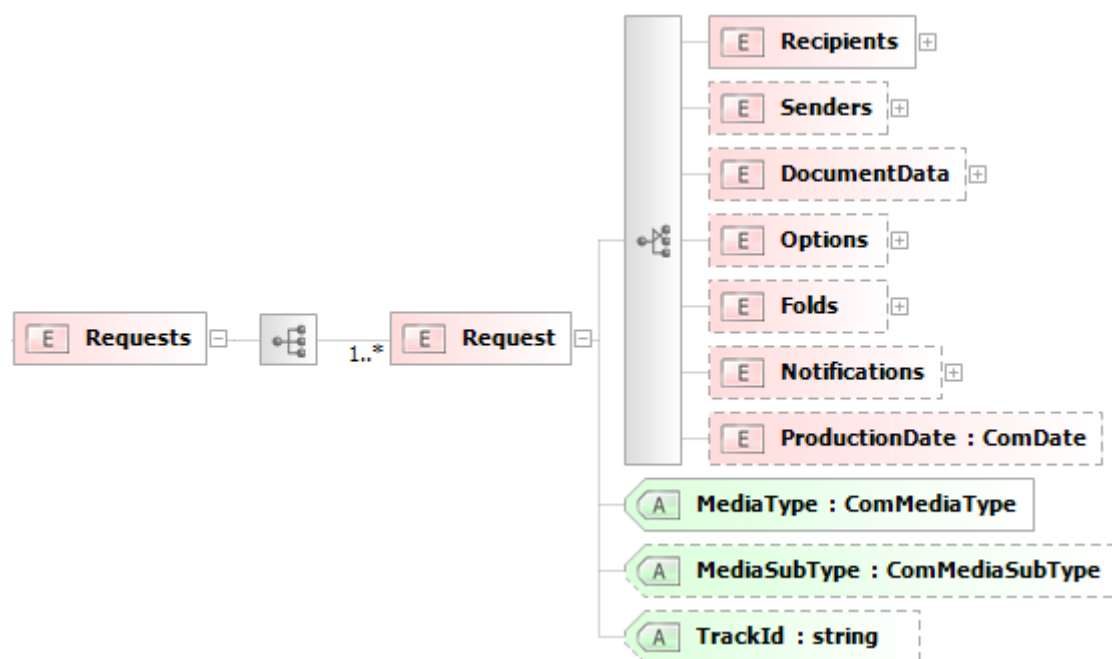 E Recipients
E Senders
E DocumentData
E Options
E Folds
E Requests
1..*
E Request
E Notifications
E ProductionDate : ComDate
A MediaType : ComMediaType
A MediaSubType : ComMediaSubType
A TrackId : string